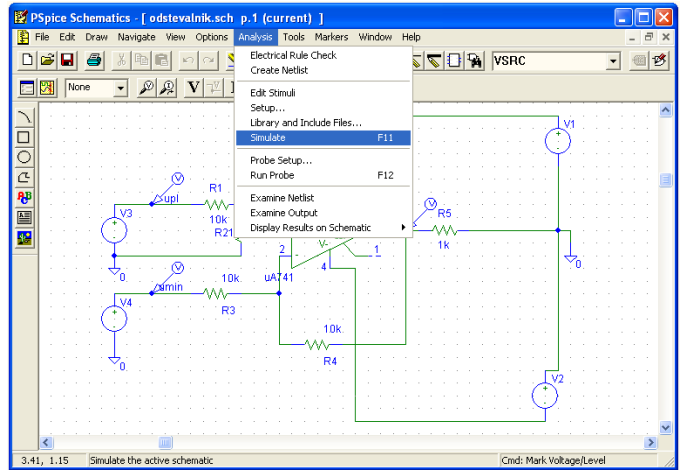 PSpice Schematics - [ odstevalnik.sch p.1 (current) ]
File Edit Draw Navigate View Options Analysis Tools Markers Window Help
VSRC
None
Electrical Rule Check
Create Netlist
Edit Stimuli
Setup...
Library and Include Files...
Simulate F11
Probe Setup...
Run Probe F12
Examine Netlist
Examine Output
Display Results on Schematic
V1
upl
R1
V3
10k
R21
R5
1k
2
V-
1
0
4
0
uA741
10k
umin
V4
R3
10k
R4
0
V2
3.41, 1.15 Simulate the active schematic Cmd: Mark Voltage/Level